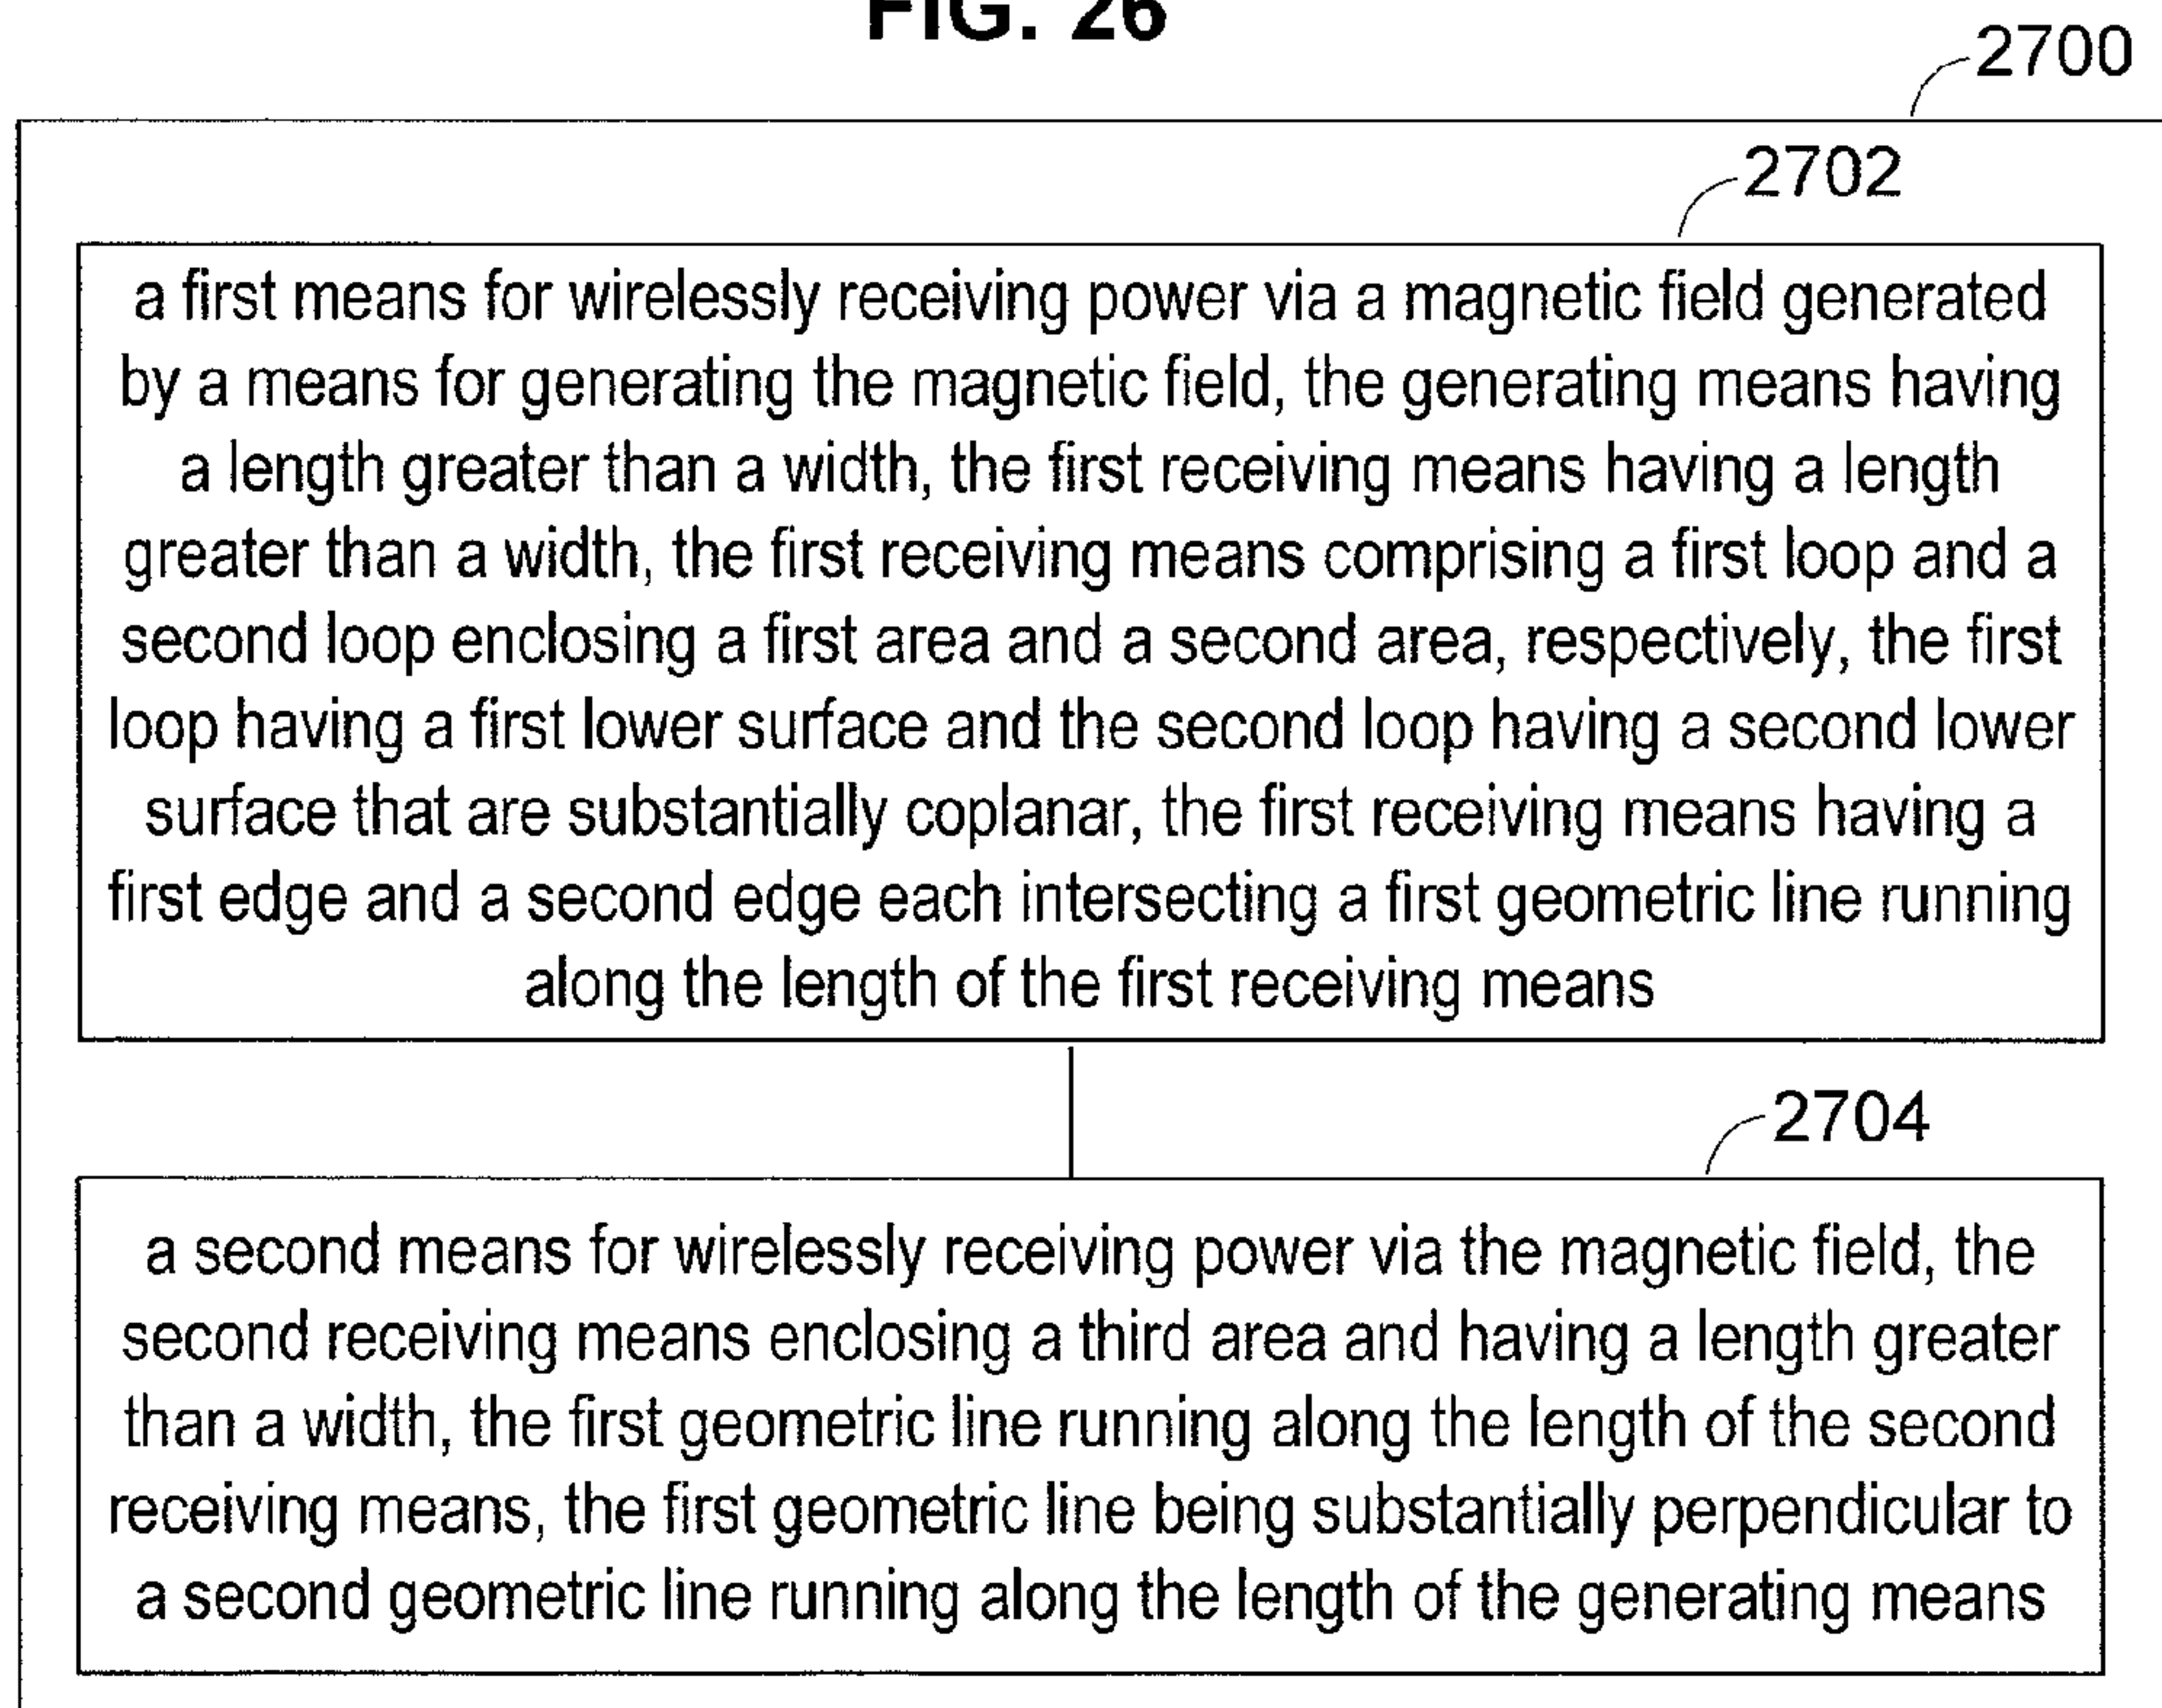 FIG. 26
2700
2702
a first means for wirelessly receiving power via a magnetic field generated
by a means for generating the magnetic field, the generating means having
a length greater than a width, the first receiving means having a length
greater than a width, the first receiving means comprising a first loop and a
second loop enclosing a first area and a second area, respectively, the first
loop having a first lower surface and the second loop having a second lower
surface that are substantially coplanar, the first receiving means having a
first edge and a second edge each intersecting a first geometric line running
along the length of the first receiving means
2704
a second means for wirelessly receiving power via the magnetic field, the
second receiving means enclosing a third area and having a length greater
than a width, the first geometric line running along the length of the second
receiving means, the first geometric line being substantially perpendicular to
a second geometric line running along the length of the generating means